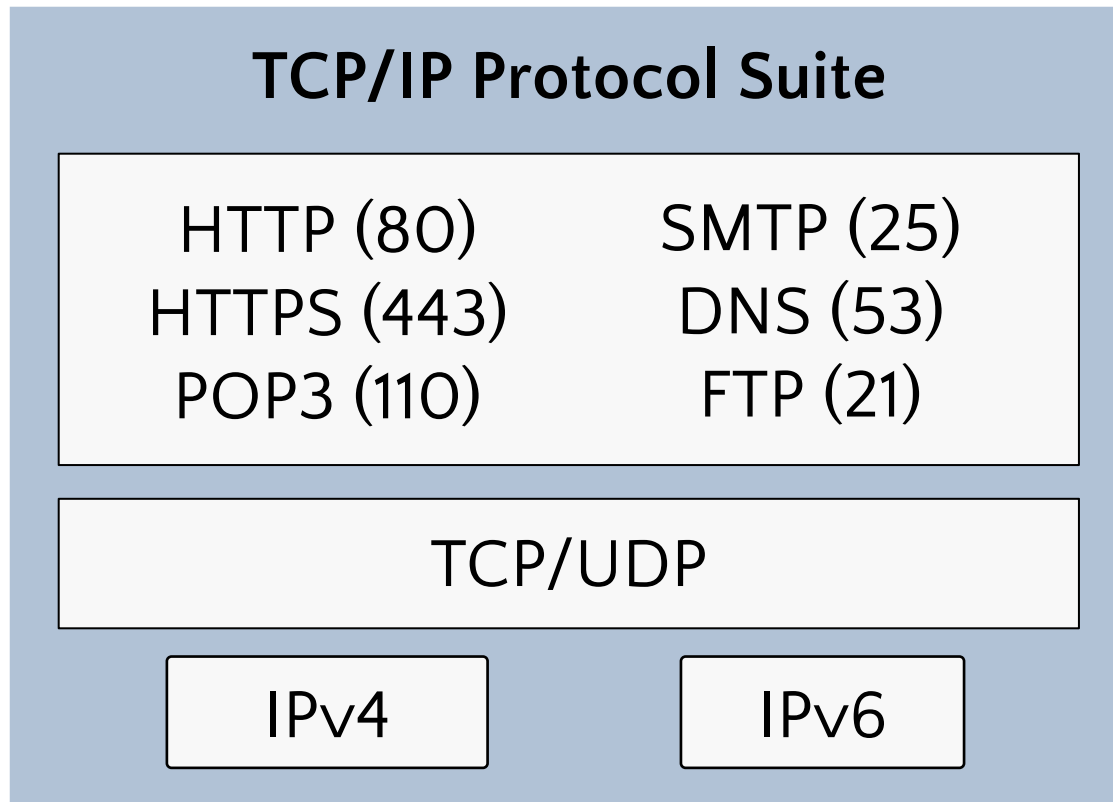 TCP/IP Protocol Suite
HTTP (80)
HTTPS (443)
POP3 (110)
SMTP (25)
DNS (53)
FTP (21)
TCP/UDP
IPv4
IPv6